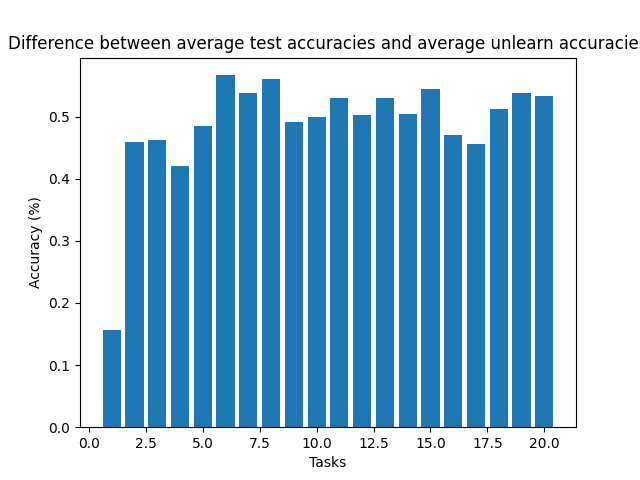 Difference between average test accuracies and average unlearn accuracies
0.5
0.4
0.3
0.2
0.1
0.0
Accuracy (%)
0.0 2.5 5.0 7.5 10.0 12.5 15.0 17.5 20.0
Tasks